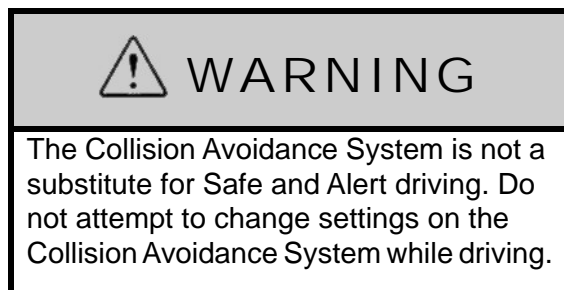 WARNING
The Collision Avoidance System is not a
substitute for Safe and Alert driving. Do
not attempt to change settings on the
Collision Avoidance System while driving.